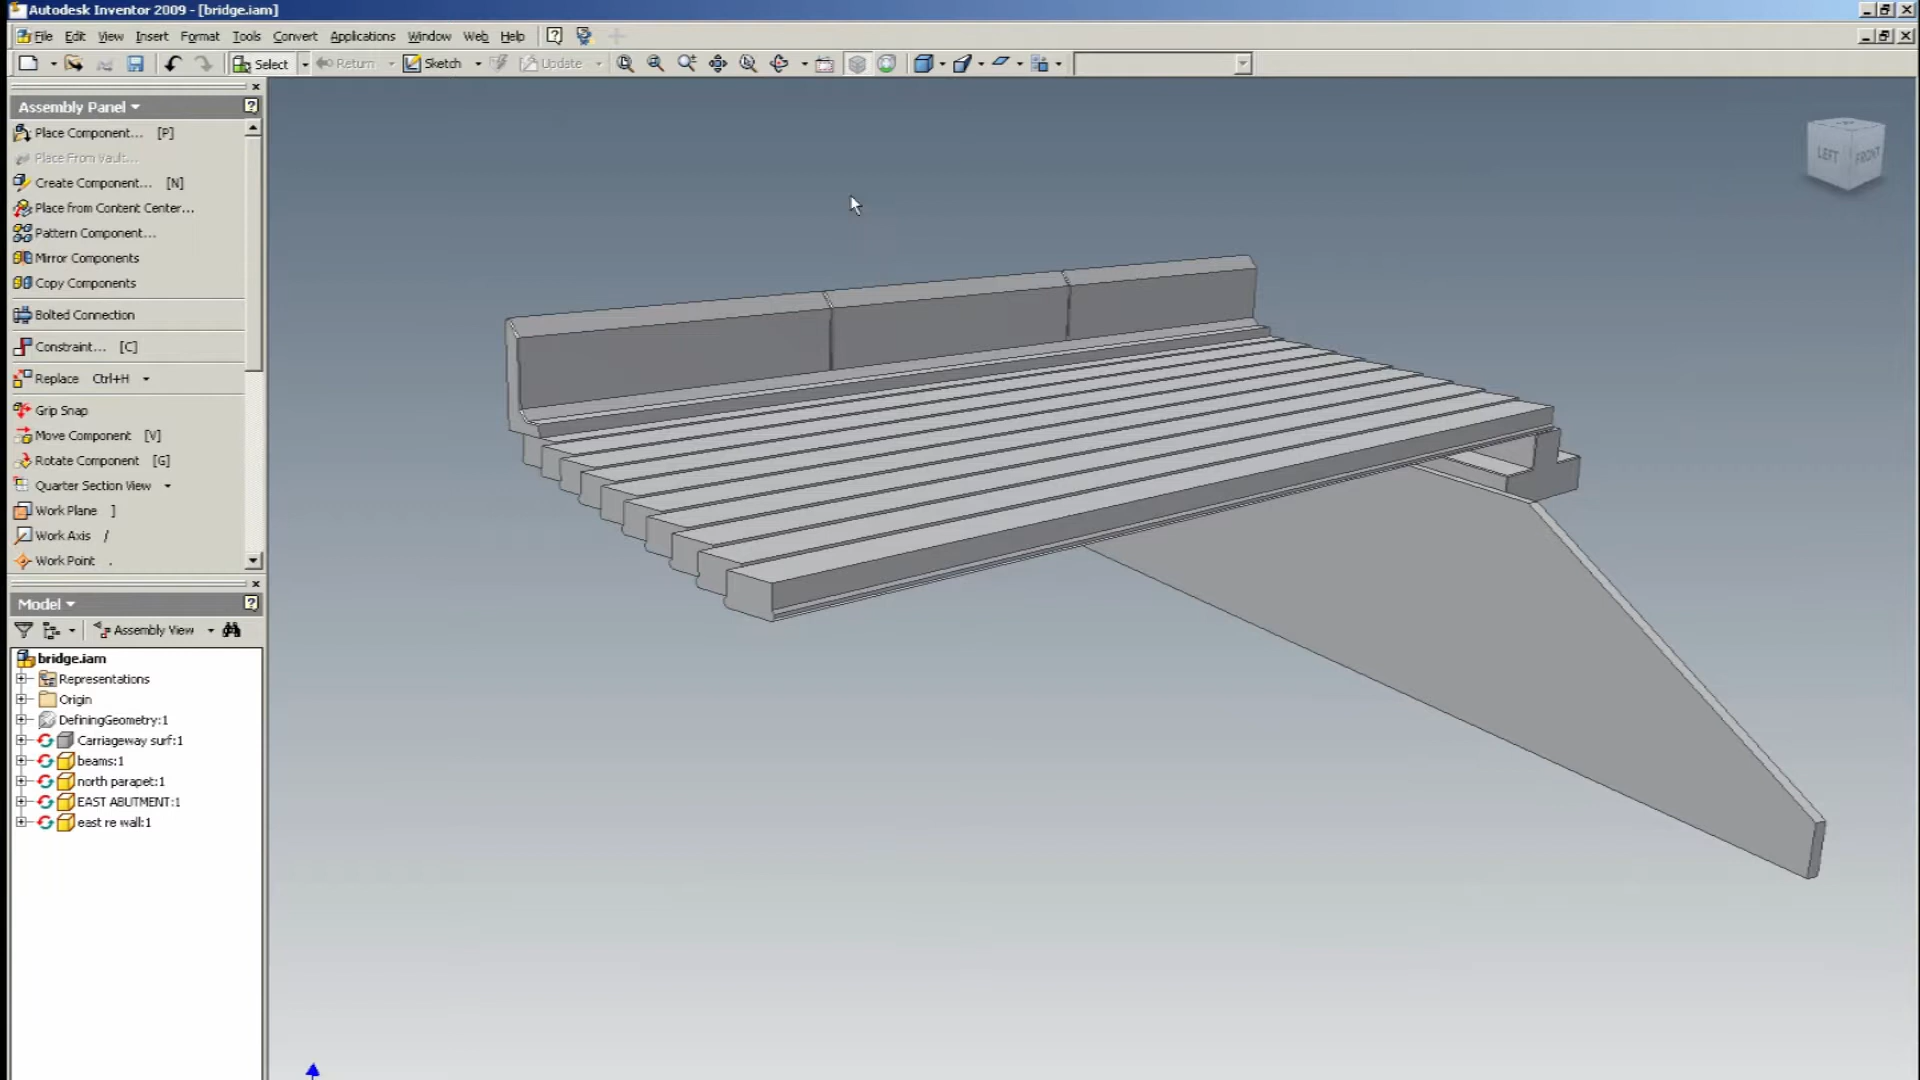 Autodesk Inventor 2009 - [bridge.iam]
File Edit View Insert Format Tools Convert Applications Window Web Help
Select Return Sketch Update
Assembly Panel
Place Component... [P]
Place From Vault...
Create Component... [N]
Place from Content Center...
Pattern Component...
Mirror Components
Copy Components
Bolted Connection
Constraint... [C]
Replace Ctrl+H
Grip Snap
Move Component [V]
Rotate Component [G]
Quarter Section View
Work Plane ]
Work Axis /
Work Point .
Model
Assembly View
bridge.iam
Representations
Origin
DefiningGeometry:1
Carriageway surf:1
beams:1
north parapet:1
EAST ABUTMENT:1
east re wall:1
LEFT FRONT